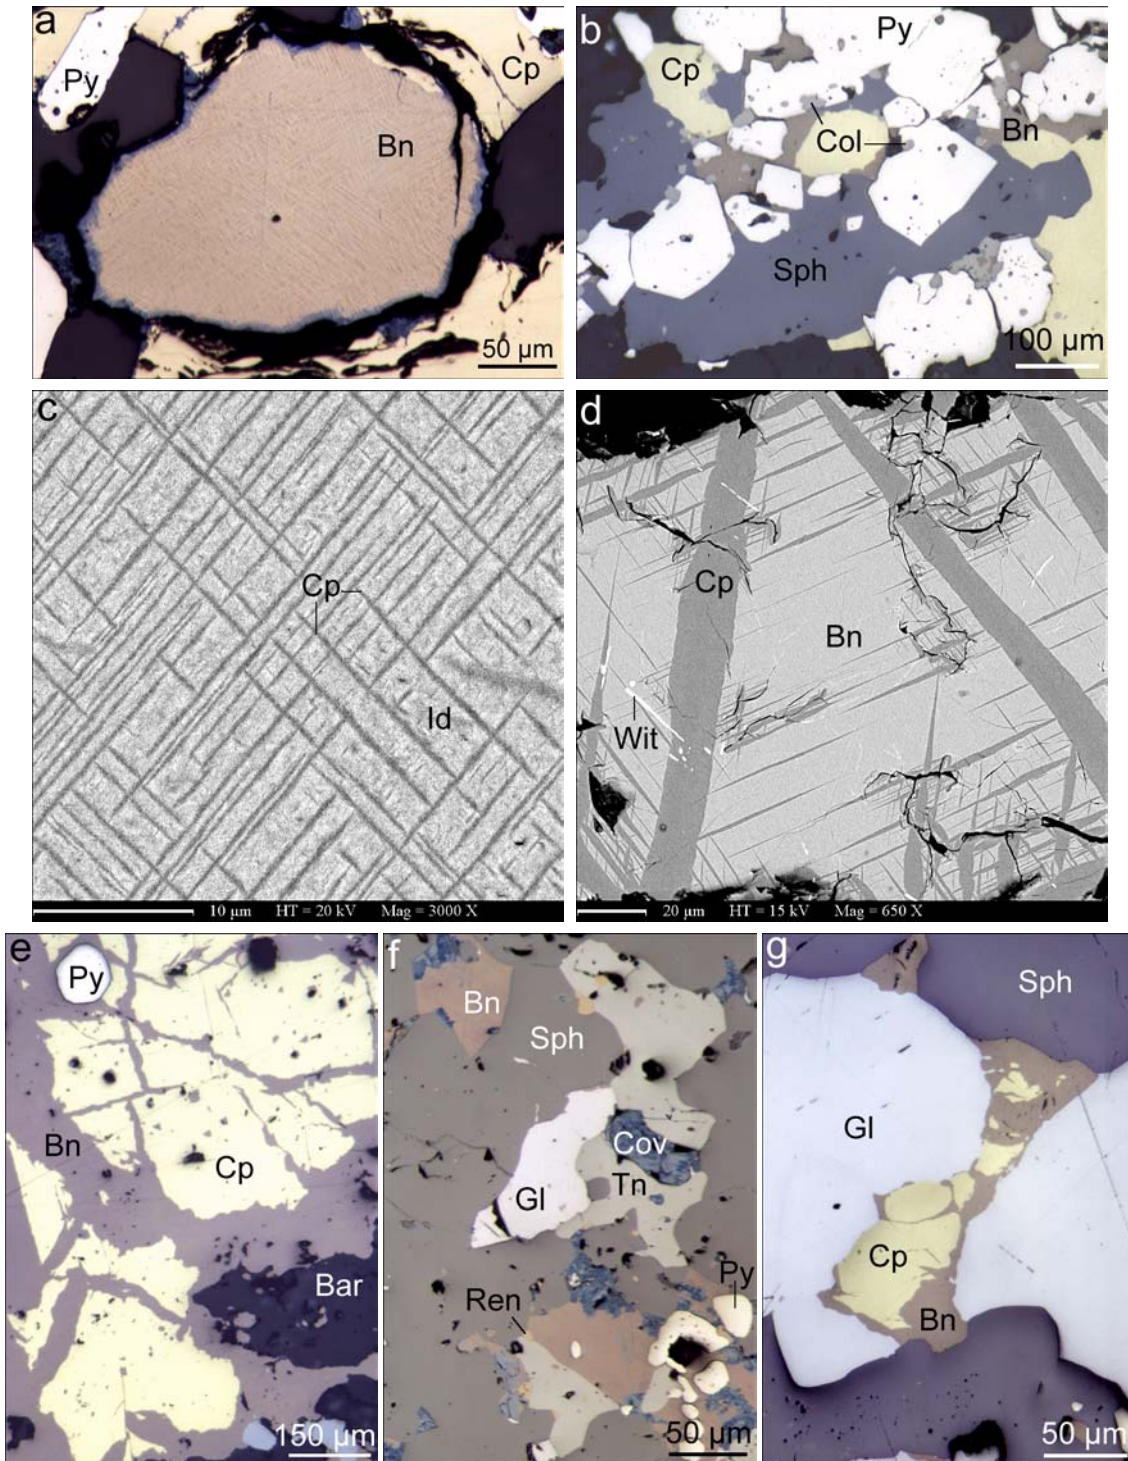 a
Py
Cp
Bn
50 µm
b
Py
Cp
Col
Bn
Sph
100 µm
c
Cp
Id
10 µm HT = 20 kV Mag = 3000 X
d
Cp
Bn
Wit
20 µm HT = 15 kV Mag = 650 X
e
Py
Bn
Cp
Bar
150 µm
f
Bn
Sph
Cov
Gl
Tn
Ren
Py
50 µm
g
Sph
Gl
Cp
Bn
50 µm